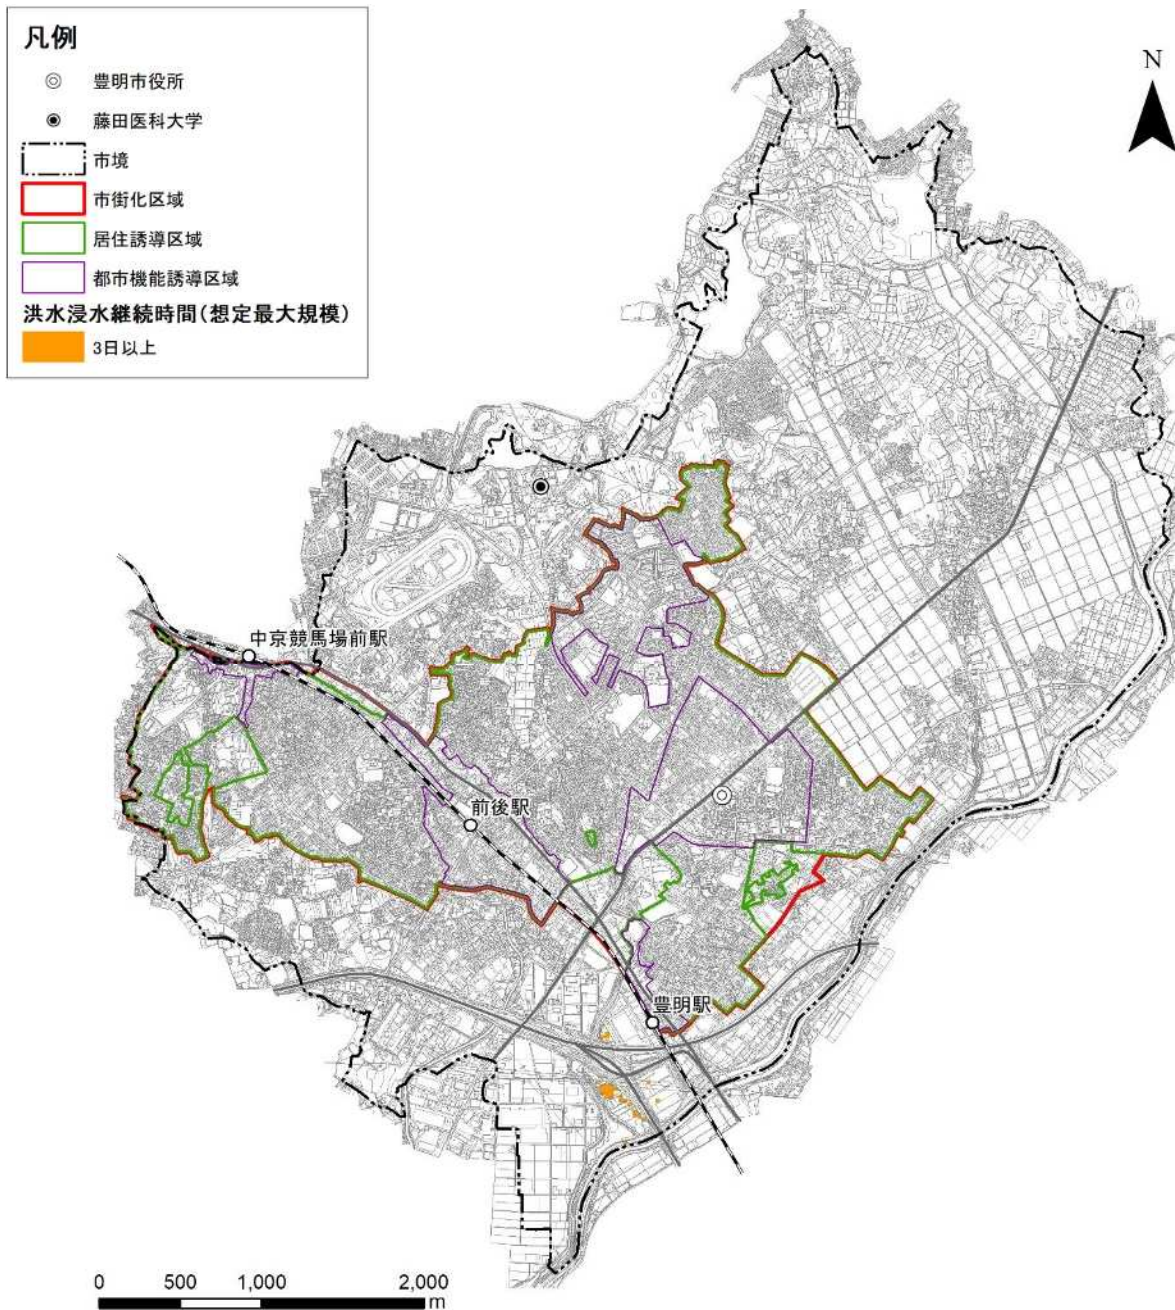 凡例
豊明市役所
藤田医科大学
市境
市街化区域
居住誘導区域
都市機能誘導区域
洪水浸水継続時間(想定最大規模)
3日以上
N
中京競馬場前駅
前後駅
豊明駅
0 500 1,000 2,000
m